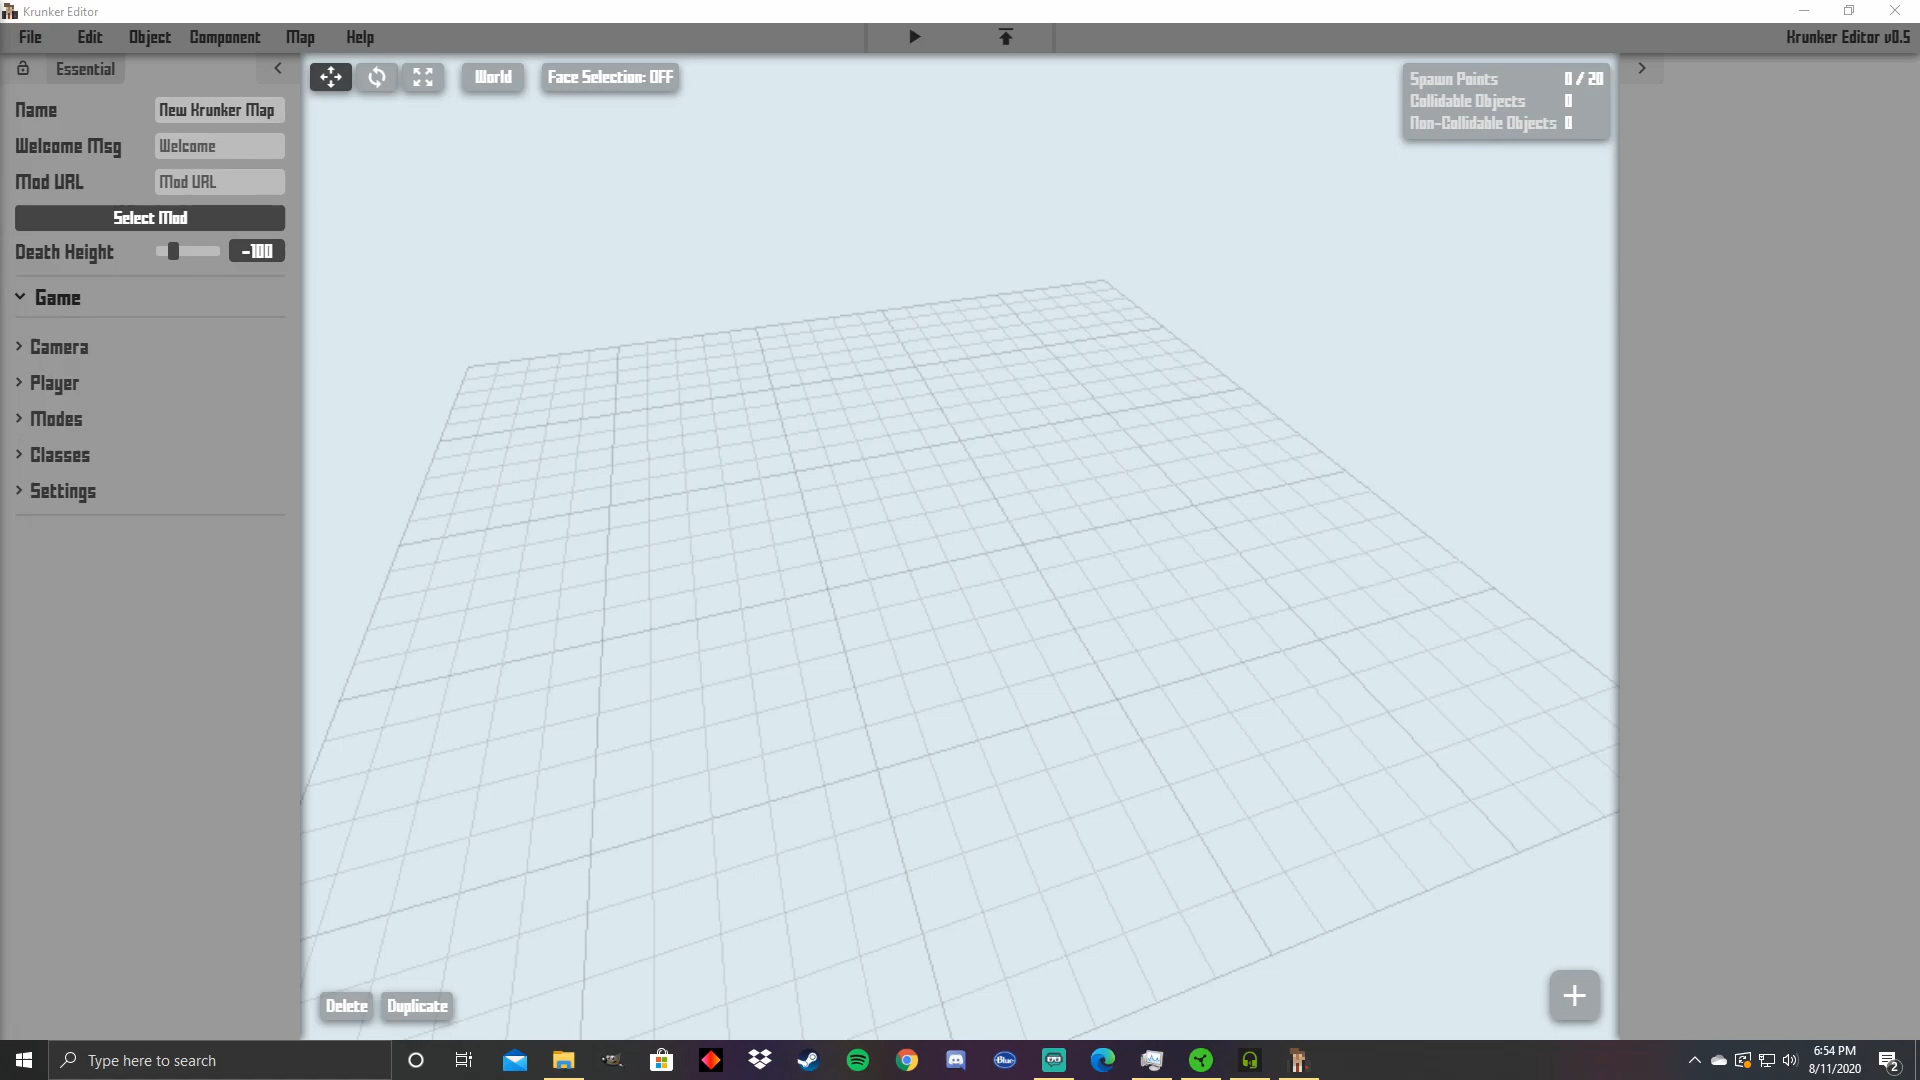 Krunker Editor
File Edit Object Component Map Help
Krunker Editor v0.5
Essential
Name New Krunker Map
Welcome Msg Welcome
Mod URL Mod URL
Select Mod
Death Height -100
Game
Camera
Player
Modes
Classes
Settings
World Face Selection: OFF
Spawn Points 0 / 20
Collidable Objects 0
Non-Collidable Objects 0
Delete Duplicate
Type here to search
Blue
6:54 PM
8/11/2020
2